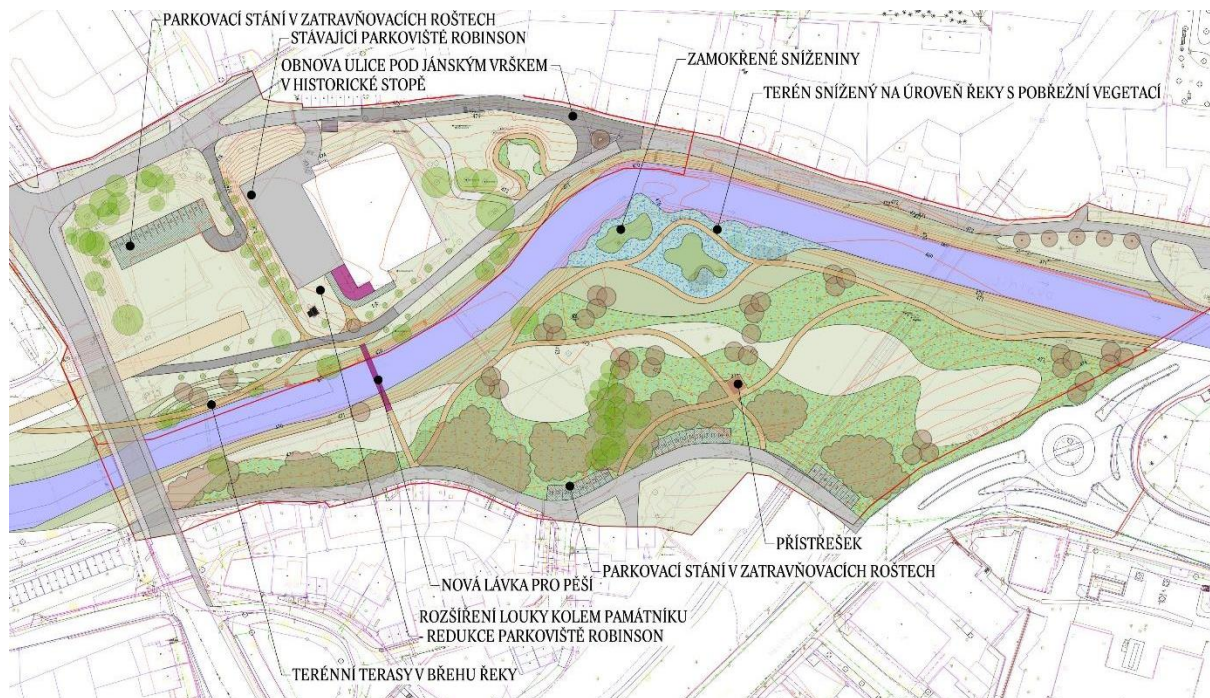 PARKOVACÍ STÁNÍ V ZATRAVŇOVACÍCH ROŠTECH
STÁVAJÍCÍ PARKOVIŠTĚ ROBINSON
OBNOVA ULICE POD JÁNSKÝM VRŠKEM
V HISTORICKÉ STOPĚ
ZAMOKŘENÉ SNÍŽENINY
TERÉN SNÍŽENÝ NA ÚROVEŇ ŘEKY S POBŘEŽNÍ VEGETACÍ
PŘÍSTŘEŠEK
PARKOVACÍ STÁNÍ V ZATRAVŇOVACÍCH ROŠTECH
NOVÁ LÁVKA PRO PĚŠÍ
ROZŠÍŘENÍ LOUKY KOLEM PAMÁTNÍKU
REDUKCE PARKOVIŠTĚ ROBINSON
TERÉNNÍ TERASY V BŘEHU ŘEKY